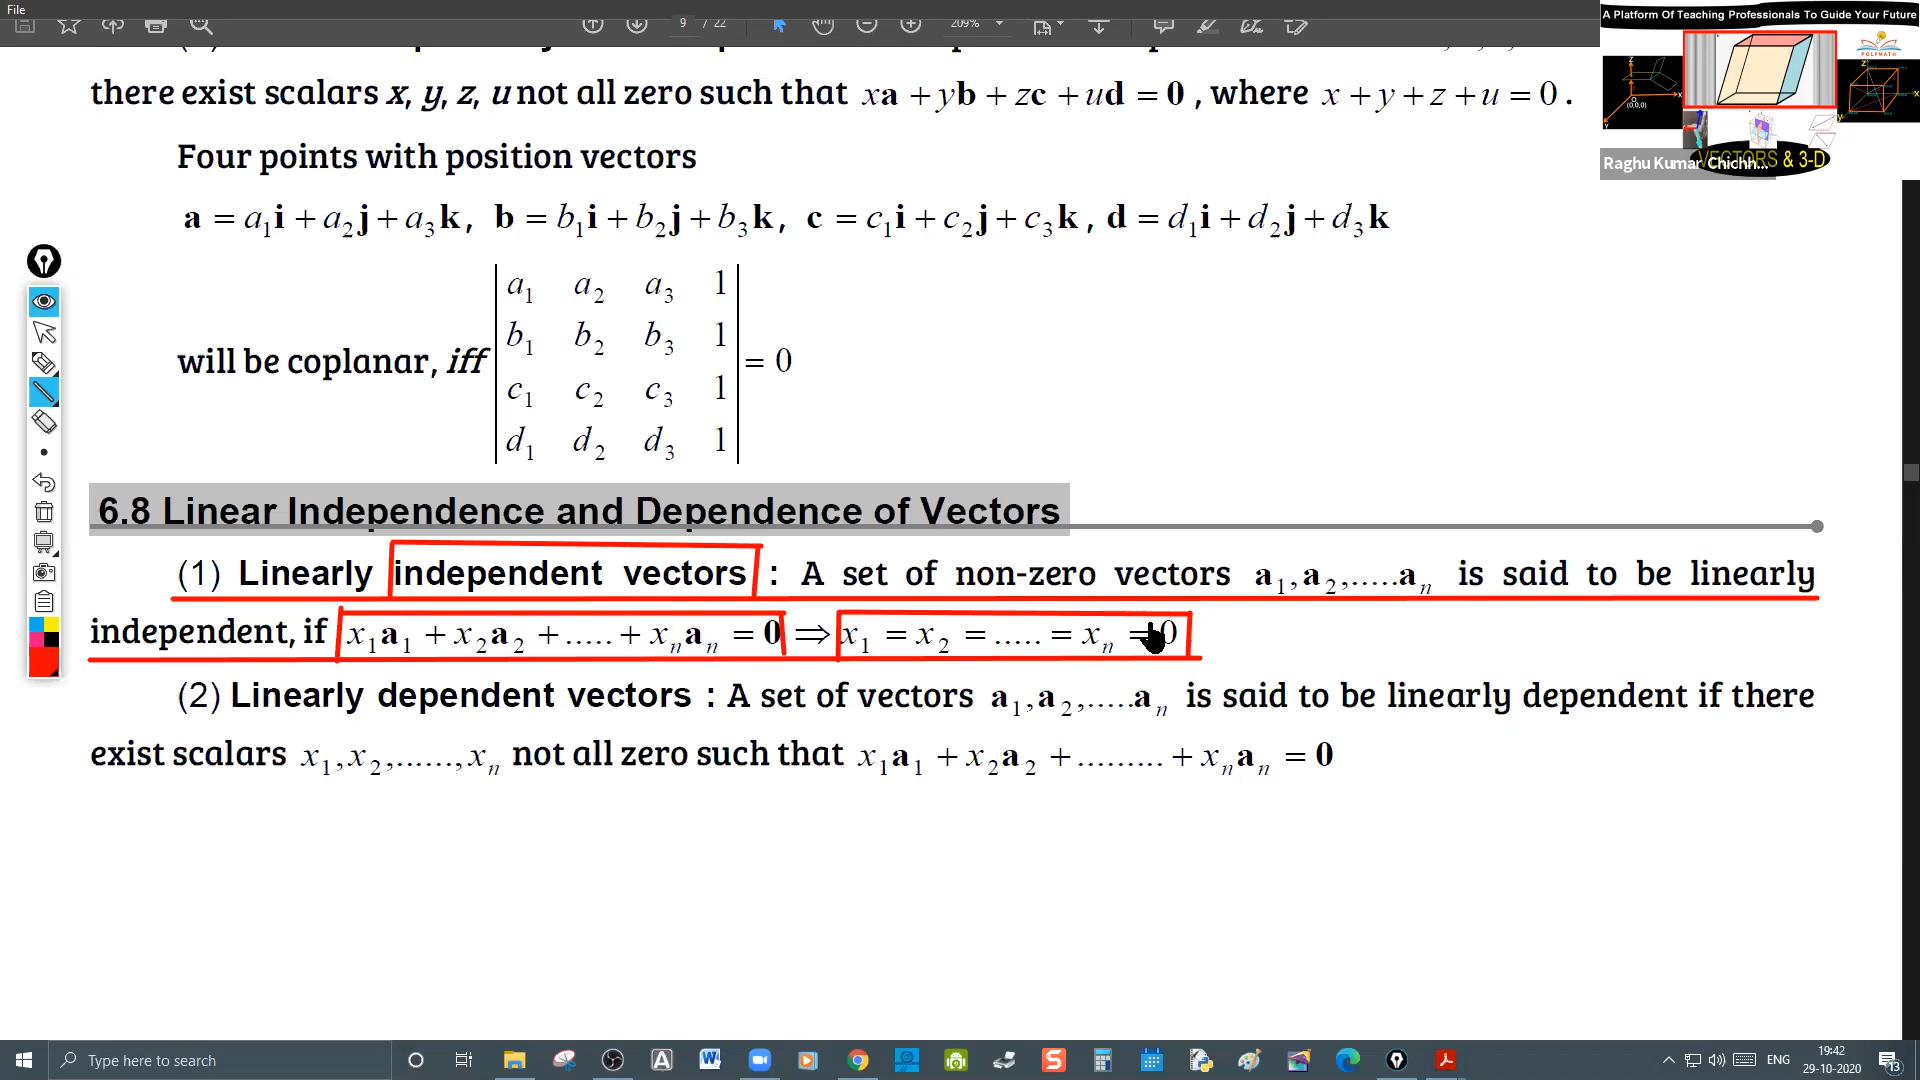 File
9 / 22
209%
A Platform Of Teaching Professionals To Guide Your Future
POLYMATH
(0,0,0)
VECTORS & 3-D
Raghu Kumar Chichh...
there exist scalars x, y, z, u not all zero such that xa + yb + zc + ud = 0 , where x + y + z + u = 0 .
Four points with position vectors
a = a₁i + a₂j + a₃k, b = b₁i + b₂j + b₃k, c = c₁i + c₂j + c₃k, d = d₁i + d₂j + d₃k
a₁ a₂ a₃ 1
b₁ b₂ b₃ 1
will be coplanar, iff = 0
c₁ c₂ c₃ 1
d₁ d₂ d₃ 1
6.8 Linear Independence and Dependence of Vectors
(1) Linearly independent vectors : A set of non-zero vectors a₁,a₂,.....aₙ is said to be linearly
independent, if x₁a₁ + x₂a₂ + ..... + xₙaₙ = 0 ⇒ x₁ = x₂ = ..... = xₙ = 0
(2) Linearly dependent vectors : A set of vectors a₁,a₂,.....aₙ is said to be linearly dependent if there
exist scalars x₁,x₂,......,xₙ not all zero such that x₁a₁ + x₂a₂ + ......... + xₙaₙ = 0
Type here to search
ENG
19:42
29-10-2020
13